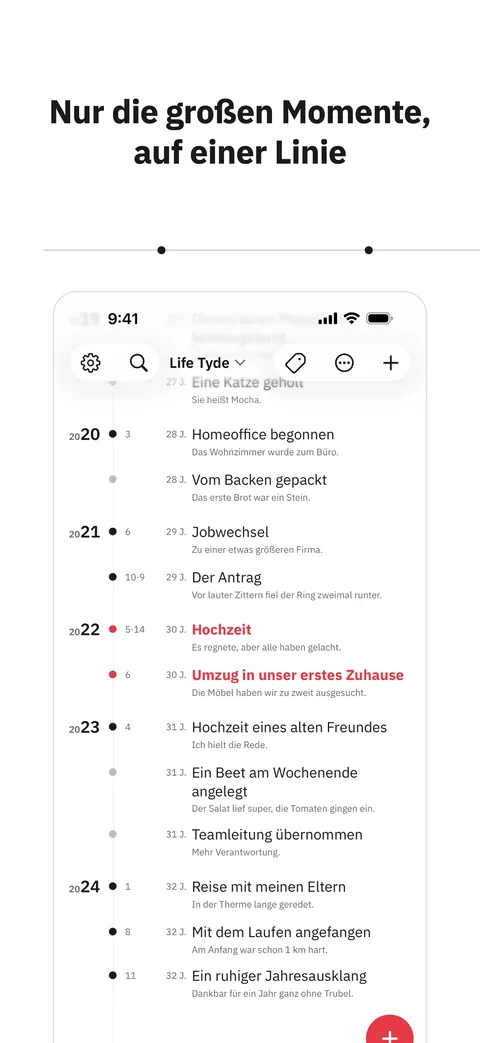 Nur die großen Momente,
auf einer Linie
9:41
Life Tyde
27 J. Eine Katze geholt
Sie heißt Mocha.
2020 3 28 J. Homeoffice begonnen
Das Wohnzimmer wurde zum Büro.
28 J. Vom Backen gepackt
Das erste Brot war ein Stein.
2021 6 29 J. Jobwechsel
Zu einer etwas größeren Firma.
10·9 29 J. Der Antrag
Vor lauter Zittern fiel der Ring zweimal runter.
2022 5·14 30 J. Hochzeit
Es regnete, aber alle haben gelacht.
6 30 J. Umzug in unser erstes Zuhause
Die Möbel haben wir zu zweit ausgesucht.
2023 4 31 J. Hochzeit eines alten Freundes
Ich hielt die Rede.
31 J. Ein Beet am Wochenende
angelegt
Der Salat lief super, die Tomaten gingen ein.
31 J. Teamleitung übernommen
Mehr Verantwortung.
2024 1 32 J. Reise mit meinen Eltern
In der Therme lange geredet.
8 32 J. Mit dem Laufen angefangen
Am Anfang war schon 1 km hart.
11 32 J. Ein ruhiger Jahresausklang
Dankbar für ein Jahr ganz ohne Trubel.